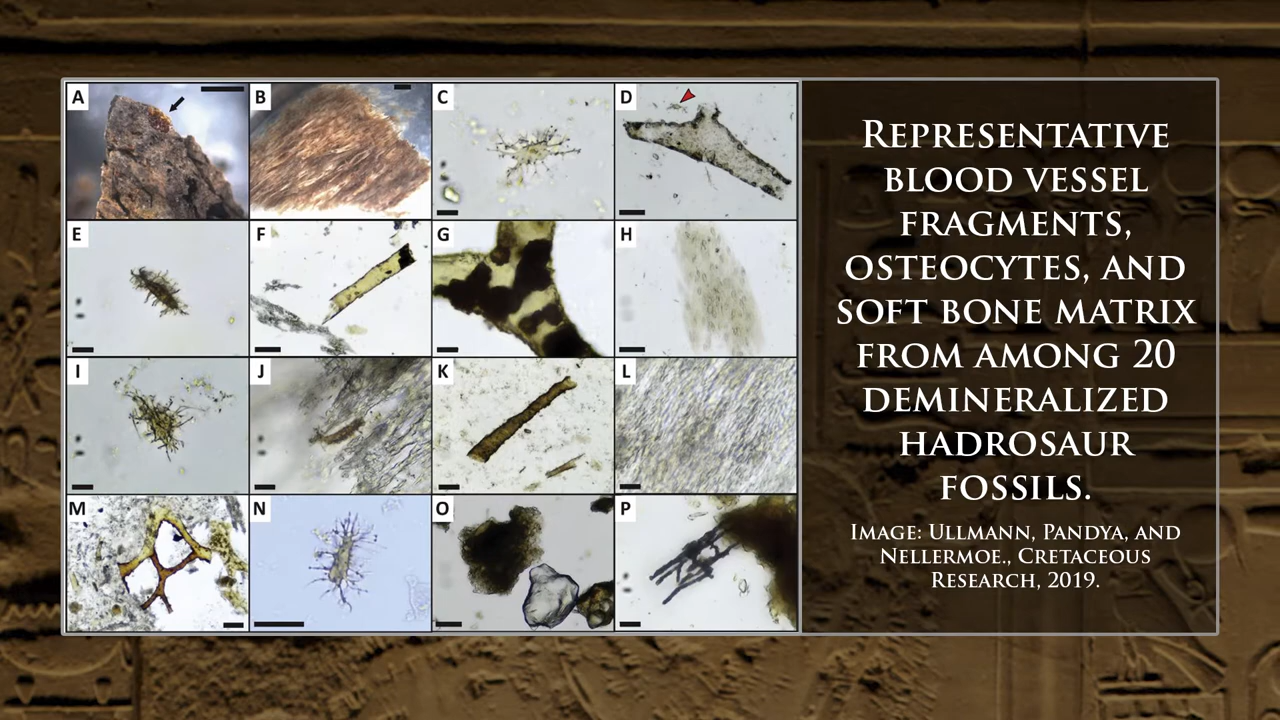 A
B
C
D
E
F
G
H
I
J
K
L
M
N
O
P
Representative
blood vessel
fragments,
osteocytes, and
soft bone matrix
from among 20
demineralized
hadrosaur
fossils.
Image: Ullmann, Pandya, and
Nellermoe., Cretaceous
Research, 2019.